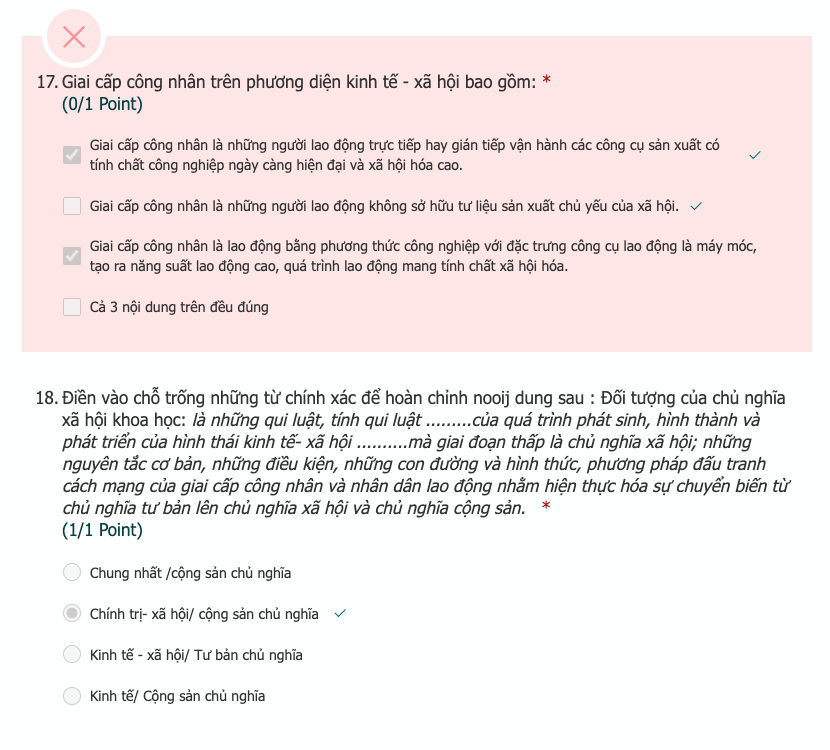 17. Giai cấp công nhân trên phương diện kinh tế - xã hội bao gồm: *
(0/1 Point)
Giai cấp công nhân là những người lao động trực tiếp hay gián tiếp vận hành các công cụ sản xuất có
tính chất công nghiệp ngày càng hiện đại và xã hội hóa cao.
Giai cấp công nhân là những người lao động không sở hữu tư liệu sản xuất chủ yếu của xã hội.
Giai cấp công nhân là lao động bằng phương thức công nghiệp với đặc trưng công cụ lao động là máy móc,
tạo ra năng suất lao động cao, quá trình lao động mang tính chất xã hội hóa.
Cả 3 nội dung trên đều đúng
18. Điền vào chỗ trống những từ chính xác để hoàn chỉnh nooij dung sau : Đối tượng của chủ nghĩa
xã hội khoa học: là những qui luật, tính qui luật .........của quá trình phát sinh, hình thành và
phát triển của hình thái kinh tế- xã hội ..........mà giai đoạn thấp là chủ nghĩa xã hội; những
nguyên tắc cơ bản, những điều kiện, những con đường và hình thức, phương pháp đấu tranh
cách mạng của giai cấp công nhân và nhân dân lao động nhằm hiện thực hóa sự chuyển biến từ
chủ nghĩa tư bản lên chủ nghĩa xã hội và chủ nghĩa cộng sản. *
(1/1 Point)
Chung nhất /cộng sản chủ nghĩa
Chính trị- xã hội/ cộng sản chủ nghĩa
Kinh tế - xã hội/ Tư bản chủ nghĩa
Kinh tế/ Cộng sản chủ nghĩa